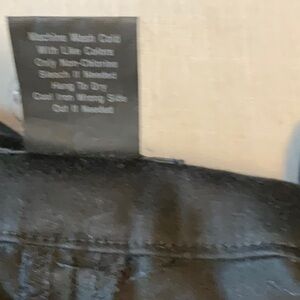 Machine Wash Cold
With Like Colors
Only Non-Chlorine
Bleach If Needed
Hang To Dry
Cool Iron Wrong Side
Out If Needed